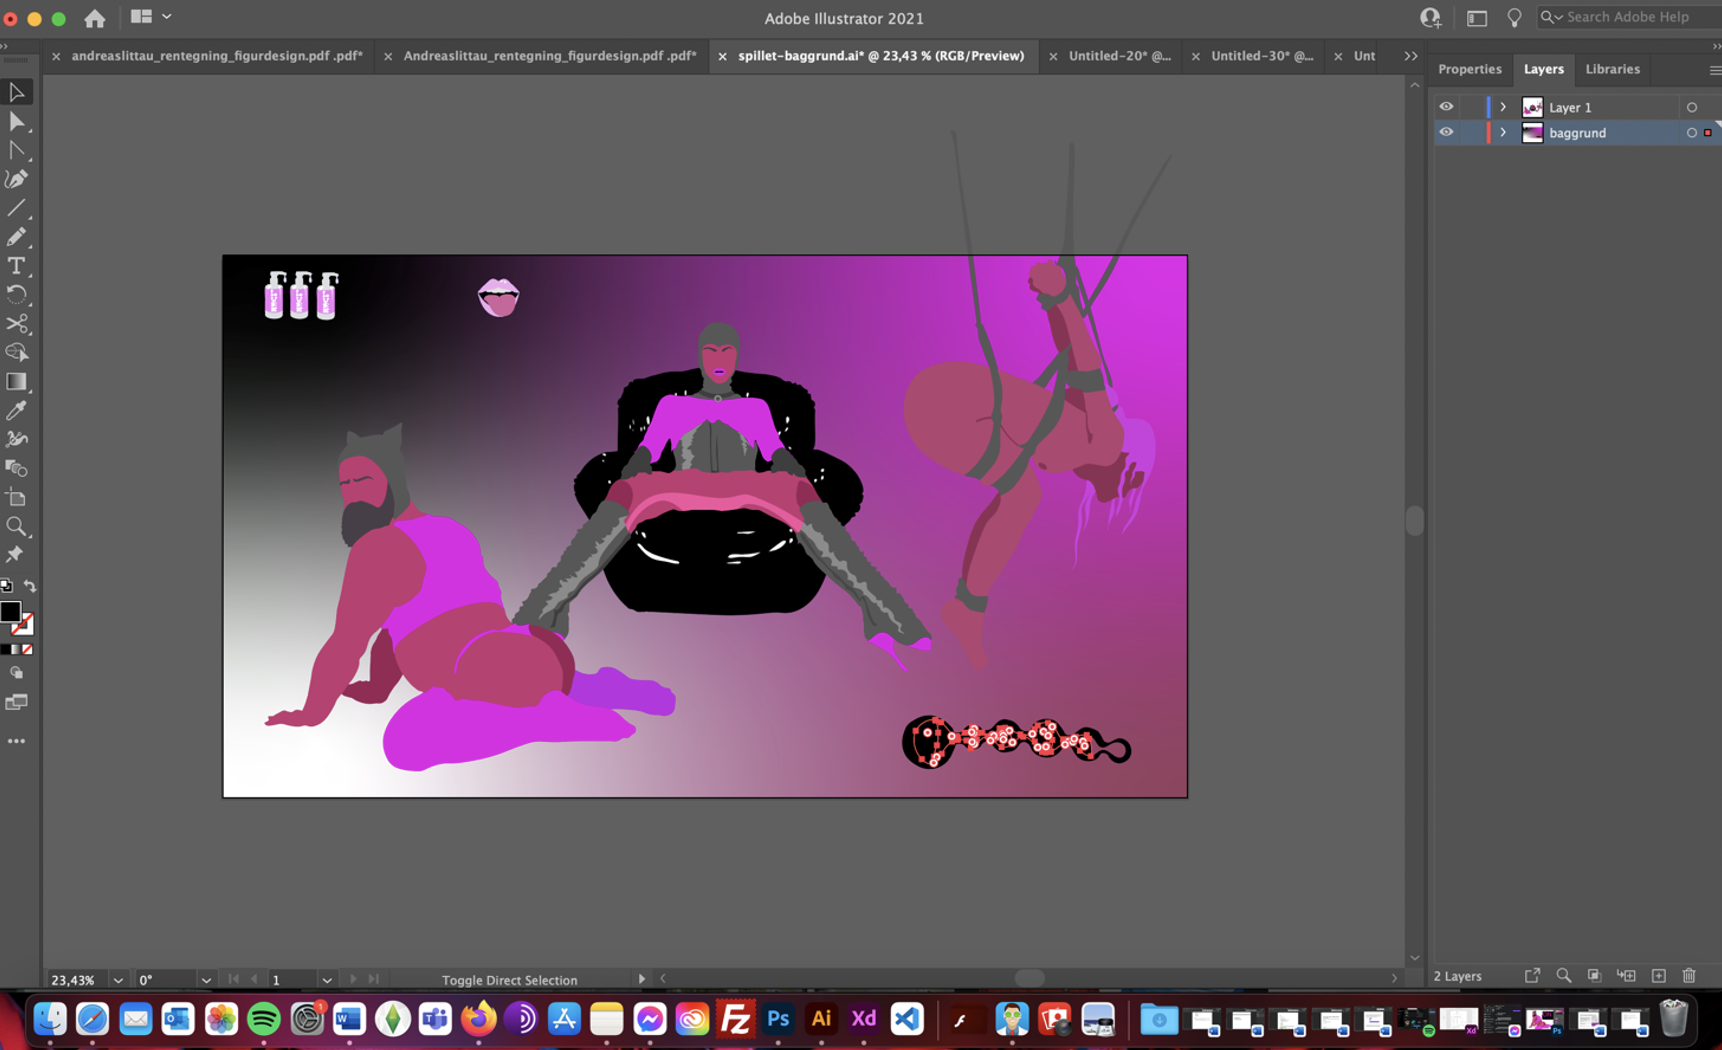 Adobe Illustrator 2021
Search Adobe Help
andreaslittau_rentegning_figurdesign.pdf .pdf*
Andreaslittau_rentegning_figurdesign.pdf .pdf*
spillet-baggrund.ai* @ 23,43 % (RGB/Preview)
Untitled-20* @...
Untitled-30* @...
Unt
Properties
Layers
Libraries
Layer 1
baggrund
23,43%
0°
1
Toggle Direct Selection
2 Layers
1
W
Fz
Ps
Ai
Xd